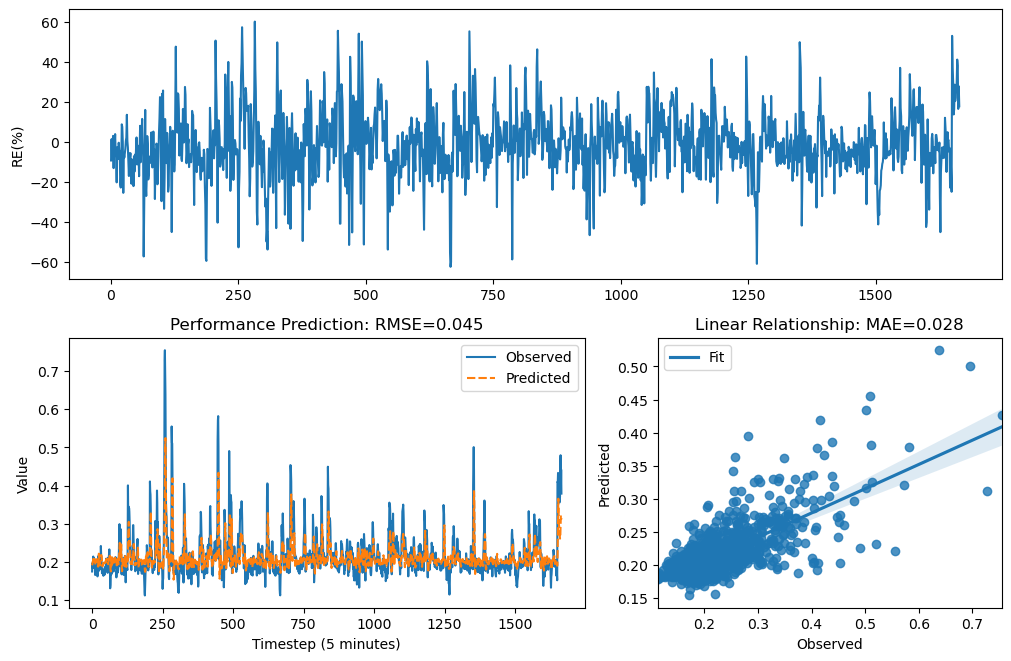 RE(%)
60
40
20
0
−20
−40
−60
0 250 500 750 1000 1250 1500
Performance Prediction: RMSE=0.045
Value
0.7
0.6
0.5
0.4
0.3
0.2
0.1
Observed
Predicted
0 250 500 750 1000 1250 1500
Timestep (5 minutes)
Linear Relationship: MAE=0.028
Predicted
0.50
0.45
0.40
0.35
0.30
0.25
0.20
0.15
Fit
0.2 0.3 0.4 0.5 0.6 0.7
Observed